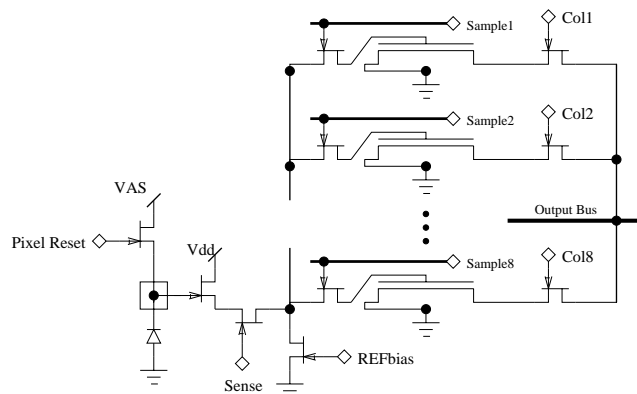 Sample1
Col1
Sample2
Col2
VAS
Output Bus
Pixel Reset
Vdd
Sample8
Col8
REFbias
Sense